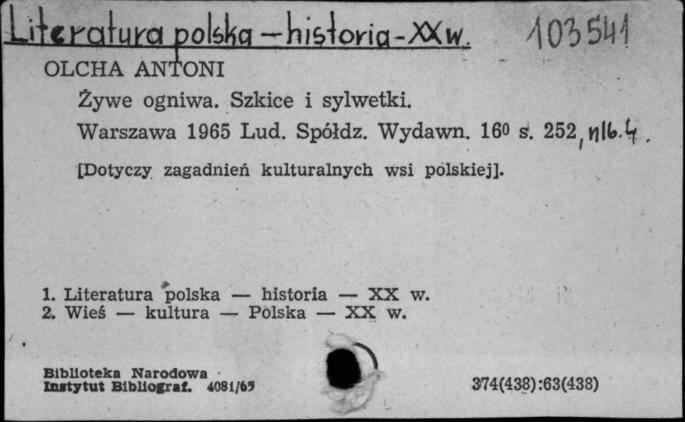 Literatura polska – historia – XX w. 103541
OLCHA ANTONI
Żywe ogniwa. Szkice i sylwetki.
Warszawa 1965 Lud. Spółdz. Wydawn. 16⁰ s. 252, nlb. 4.
[Dotyczy zagadnień kulturalnych wsi polskiej].
1. Literatura polska — historia — XX w.
2. Wieś — kultura — Polska — XX w.
Biblioteka Narodowa
Instytut Bibliograf. 4081/65
374(438):63(438)